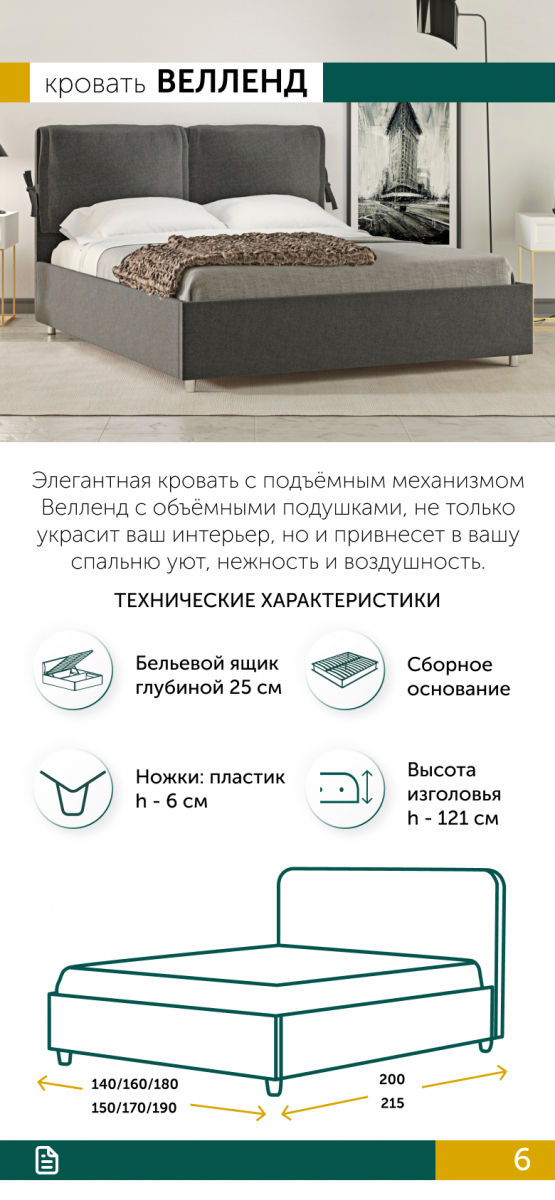 кровать ВЕЛЛЕНД
Элегантная кровать с подъёмным механизмом
Велленд с объёмными подушками, не только
украсит ваш интерьер, но и привнесет в вашу
спальню уют, нежность и воздушность.
ТЕХНИЧЕСКИЕ ХАРАКТЕРИСТИКИ
Бельевой ящик
глубиной 25 см
Сборное
основание
Ножки: пластик
h - 6 см
Высота
изголовья
h - 121 см
140/160/180
150/170/190
200
215
6